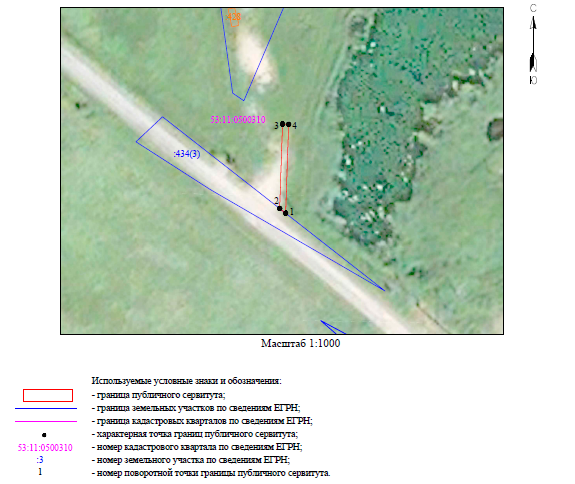 С
:428
53:11:0500310
3
4
:434(3)
2
1
Ю
Масштаб 1:1000
Используемые условные знаки и обозначения:
- граница публичного сервитута;
- граница земельных участков по сведениям ЕГРН;
- граница кадастровых кварталов по сведениям ЕГРН;
- характерная точка границ публичного сервитута;
53:11:0500310 - номер кадастрового квартала по сведениям ЕГРН;
:3 - номер земельного участка по сведениям ЕГРН;
1 - номер поворотной точки границы публичного сервитута.